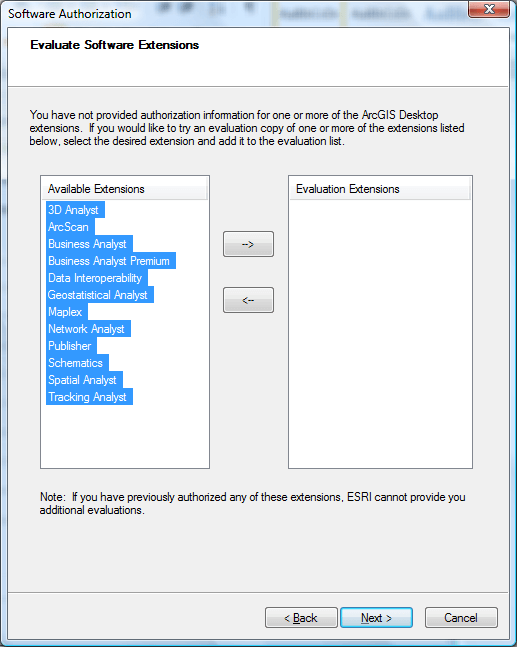 Software Authorization
Evaluate Software Extensions
You have not provided authorization information for one or more of the ArcGIS Desktop
extensions.  If you would like to try an evaluation copy of one or more of the extensions listed
below, select the desired extension and add it to the evaluation list.
Available Extensions
3D Analyst
ArcScan
Business Analyst
Business Analyst Premium
Data Interoperability
Geostatistical Analyst
Maplex
Network Analyst
Publisher
Schematics
Spatial Analyst
Tracking Analyst
-->
<--
Evaluation Extensions
Note:  If you have previously authorized any of these extensions, ESRI cannot provide you
additional evaluations.
< Back
Next >
Cancel